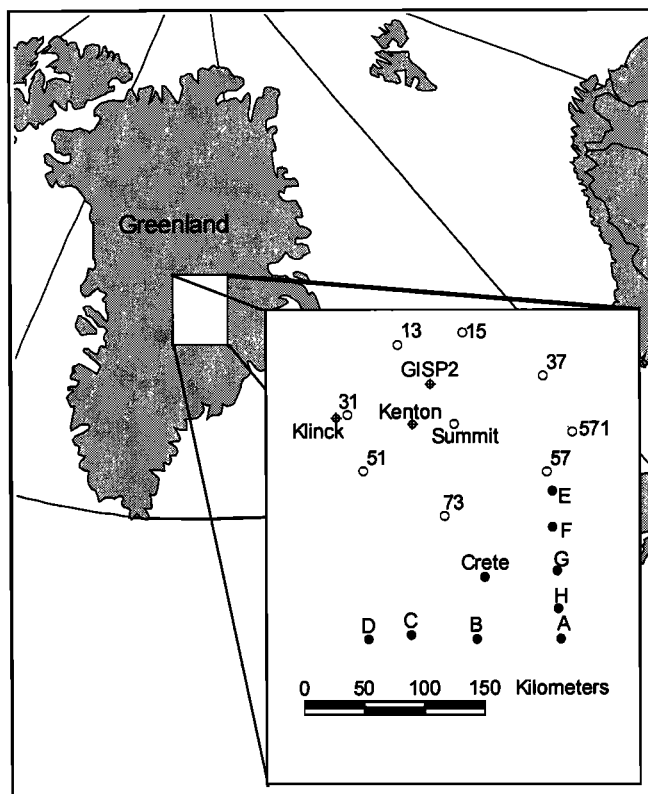 Greenland
13
15
GISP2
37
31
Kenton
Klinck
Summit
571
51
57
E
73
F
Crete
G
H
D
C
B
A
0 50 100 150 Kilometers